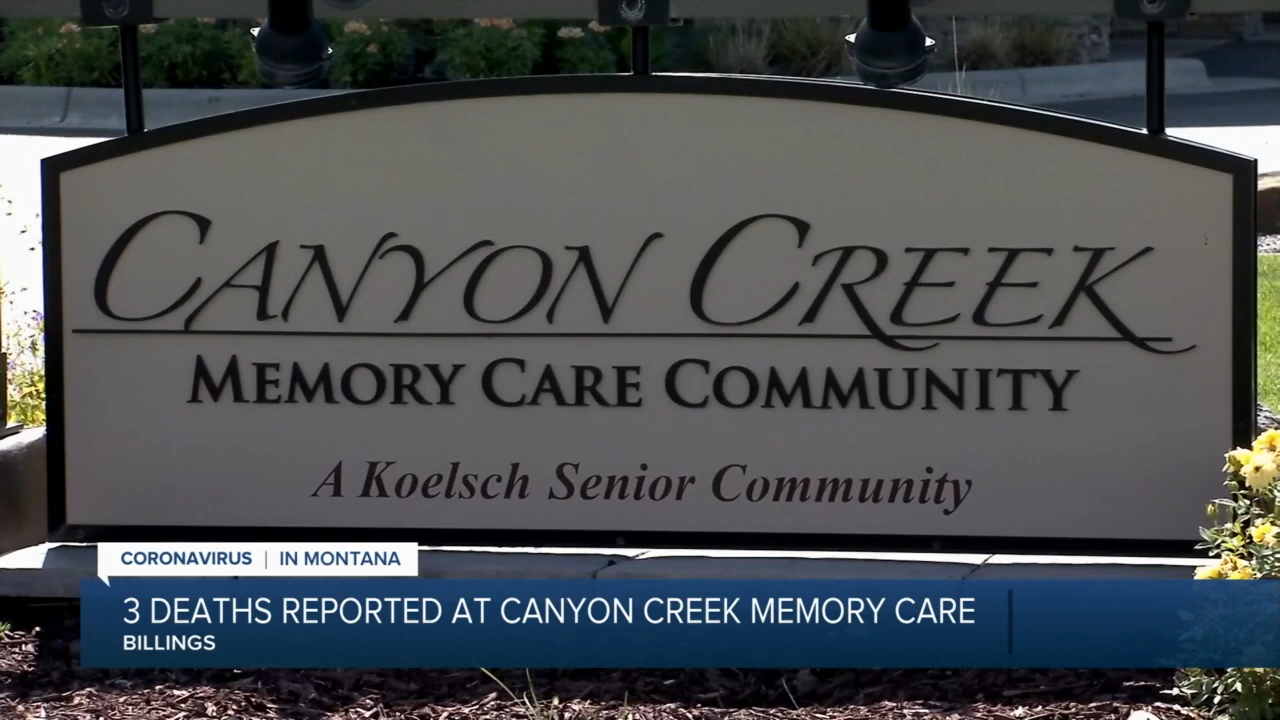 CANYON CREEK
MEMORY CARE COMMUNITY
A Koelsch Senior Community
CORONAVIRUS | IN MONTANA
3 DEATHS REPORTED AT CANYON CREEK MEMORY CARE
BILLINGS